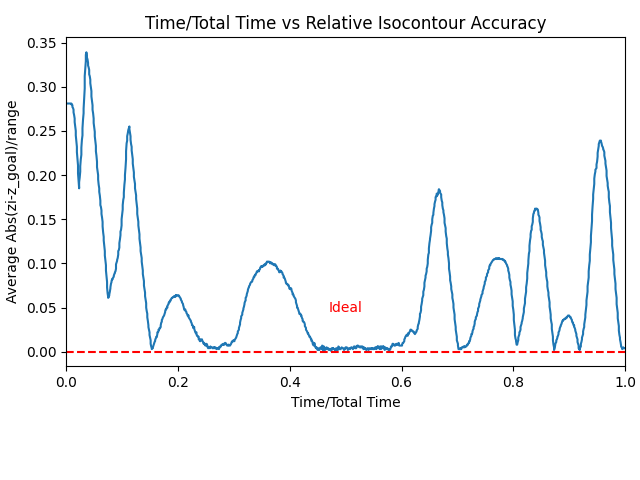 Time/Total Time vs Relative Isocontour Accuracy
Average Abs(zi-z_goal)/range
0.35
0.30
0.25
0.20
0.15
0.10
0.05
0.00
Ideal
0.0 0.2 0.4 0.6 0.8 1.0
Time/Total Time